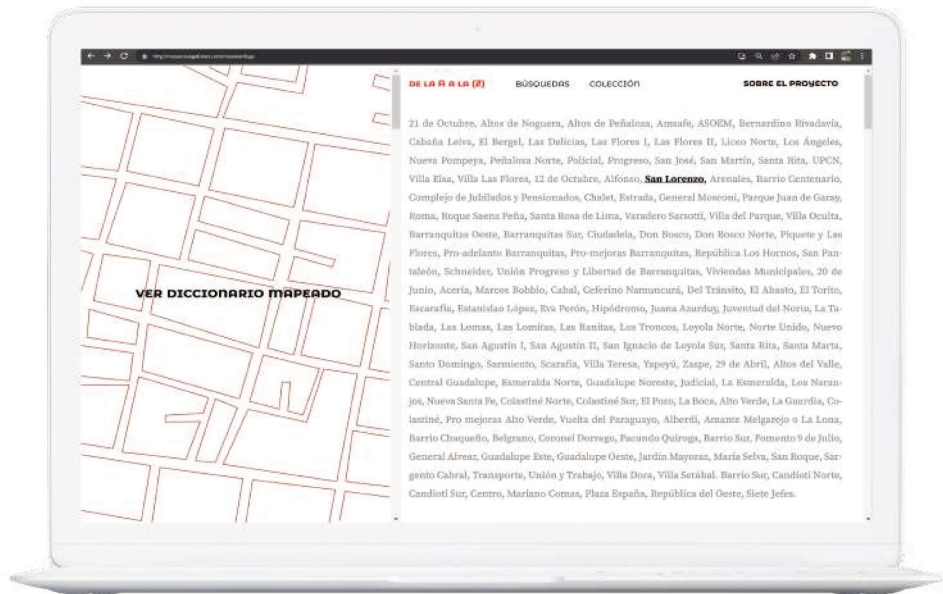 DE LA A A LA (Z)
BÚSQUEDAS
COLECCIÓN
SOBRE EL PROYECTO
VER DICCIONARIO MAPEADO
21 de Octubre, Altos de Noguera, Altos de Peñaloza, Amsafe, ASOEM, Bernardino Rivadavia,
Cabaña Leiva, El Bergel, Las Delicias, Las Flores I, Las Flores II, Liceo Norte, Los Ángeles,
Nueva Pompeya, Peñaloza Norte, Policial, Progreso, San José, San Martín, Santa Rita, UPCN,
Villa Elsa, Villa Las Flores, 12 de Octubre, Alfonso, San Lorenzo, Arenales, Barrio Centenario,
Complejo de Jubilados y Pensionados, Chalet, Estrada, General Mosconi, Parque Juan de Garay,
Roma, Roque Saenz Peña, Santa Rosa de Lima, Varadero Sarsotti, Villa del Parque, Villa Oculta,
Barranquitas Oeste, Barranquitas Sur, Ciudadela, Don Bosco, Don Bosco Norte, Piquete y Las
Flores, Pro-adelanto Barranquitas, Pro-mejoras Barranquitas, República Los Hornos, San Pan-
taleón, Schneider, Unión Progreso y Libertad de Barranquitas, Viviendas Municipales, 20 de
Junio, Acería, Marcos Bobbio, Cabal, Ceferino Namuncurá, Del Tránsito, El Abasto, El Torito,
Escarafia, Estanislao López, Eva Perón, Hipódromo, Juana Azurduy, Juventud del Norte, La Ta-
blada, Las Lomas, Las Lomitas, Las Ranitas, Los Troncos, Loyola Norte, Norte Unido, Nuevo
Horizonte, San Agustín I, San Agustín II, San Ignacio de Loyola Sur, Santa Rita, Santa Marta,
Santo Domingo, Sarmiento, Scarafía, Villa Teresa, Yapeyú, Zaspe, 29 de Abril, Altos del Valle,
Central Guadalupe, Esmeralda Norte, Guadalupe Noreste, Judicial, La Esmeralda, Los Naran-
jos, Nueva Santa Fe, Colastiné Norte, Colastiné Sur, El Pozo, La Boca, Alto Verde, La Guardia, Co-
lastiné, Pro mejoras Alto Verde, Vuelta del Paraguayo, Alberdi, Amante Melgarejo o La Lona,
Barrio Chaqueño, Belgrano, Coronel Dorrego, Facundo Quiroga, Barrio Sur, Fomento 9 de Julio,
General Alvear, Guadalupe Este, Guadalupe Oeste, Jardín Mayoraz, María Selva, San Roque, Sar-
gento Cabral, Transporte, Unión y Trabajo, Villa Dora, Villa Setúbal. Barrio Sur, Candioti Norte,
Candioti Sur, Centro, Mariano Comas, Plaza España, República del Oeste, Siete Jefes.